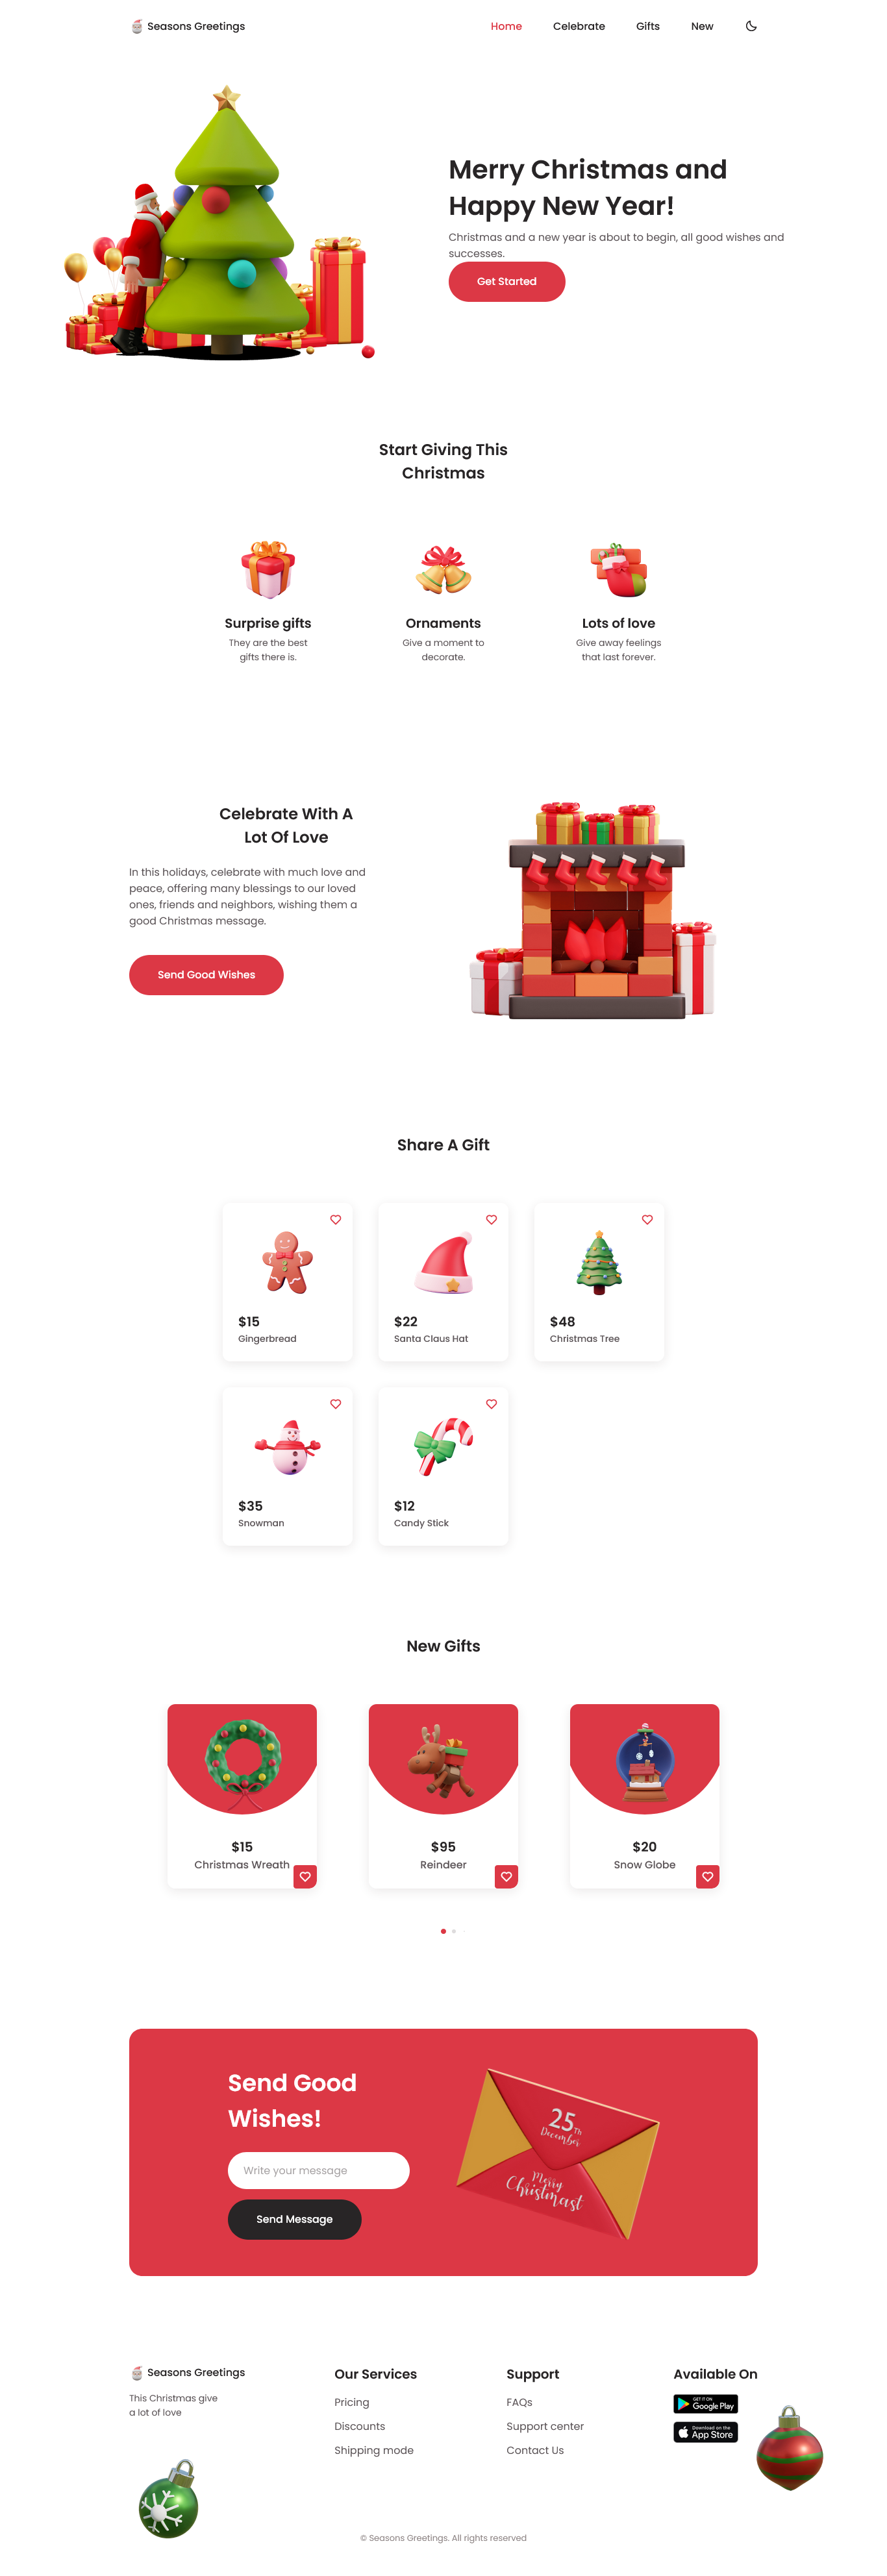 Seasons Greetings
Home
Celebrate
Gifts
New
Merry Christmas and
Happy New Year!
Christmas and a new year is about to begin, all good wishes and
successes.
Get Started
Start Giving This
Christmas
Surprise gifts
They are the best
gifts there is.
Ornaments
Give a moment to
decorate.
Lots of love
Give away feelings
that last forever.
Celebrate With A
Lot Of Love
In this holidays, celebrate with much love and
peace, offering many blessings to our loved
ones, friends and neighbors, wishing them a
good Christmas message.
Send Good Wishes
Share A Gift
$15
Gingerbread
$22
Santa Claus Hat
$48
Christmas Tree
$35
Snowman
$12
Candy Stick
New Gifts
$15
Christmas Wreath
$95
Reindeer
$20
Snow Globe
Send Good
Wishes!
Write your message
Send Message
25TH
December
Merry
Christmast
Seasons Greetings
This Christmas give
a lot of love
Our Services
Pricing
Discounts
Shipping mode
Support
FAQs
Support center
Contact Us
Available On
GET IT ON
Google Play
Download on the
App Store
© Seasons Greetings. All rights reserved